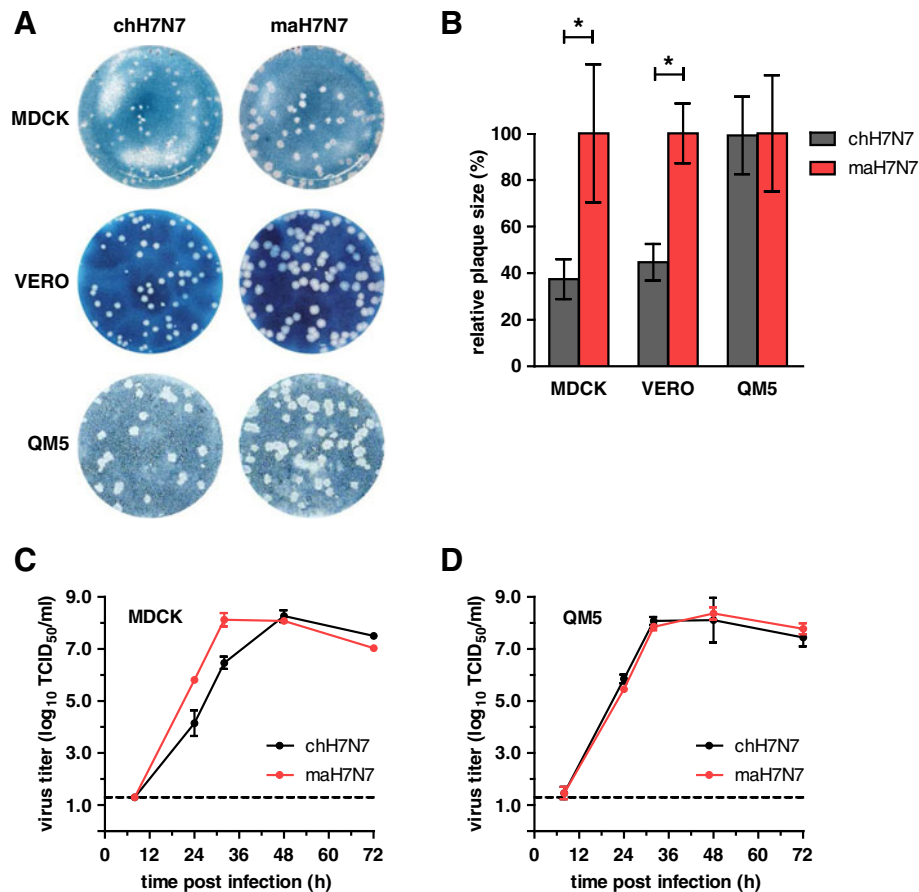 A
chH7N7
maH7N7
MDCK
VERO
QM5
B
relative plaque size (%)
100
80
60
40
20
0
*
*
MDCK
VERO
QM5
chH7N7
maH7N7
C
virus titer (log10 TCID50/ml)
9.0
7.0
5.0
3.0
1.0
MDCK
chH7N7
maH7N7
0 12 24 36 48 60 72
time post infection (h)
D
virus titer (log10 TCID50/ml)
9.0
7.0
5.0
3.0
1.0
QM5
chH7N7
maH7N7
0 12 24 36 48 60 72
time post infection (h)